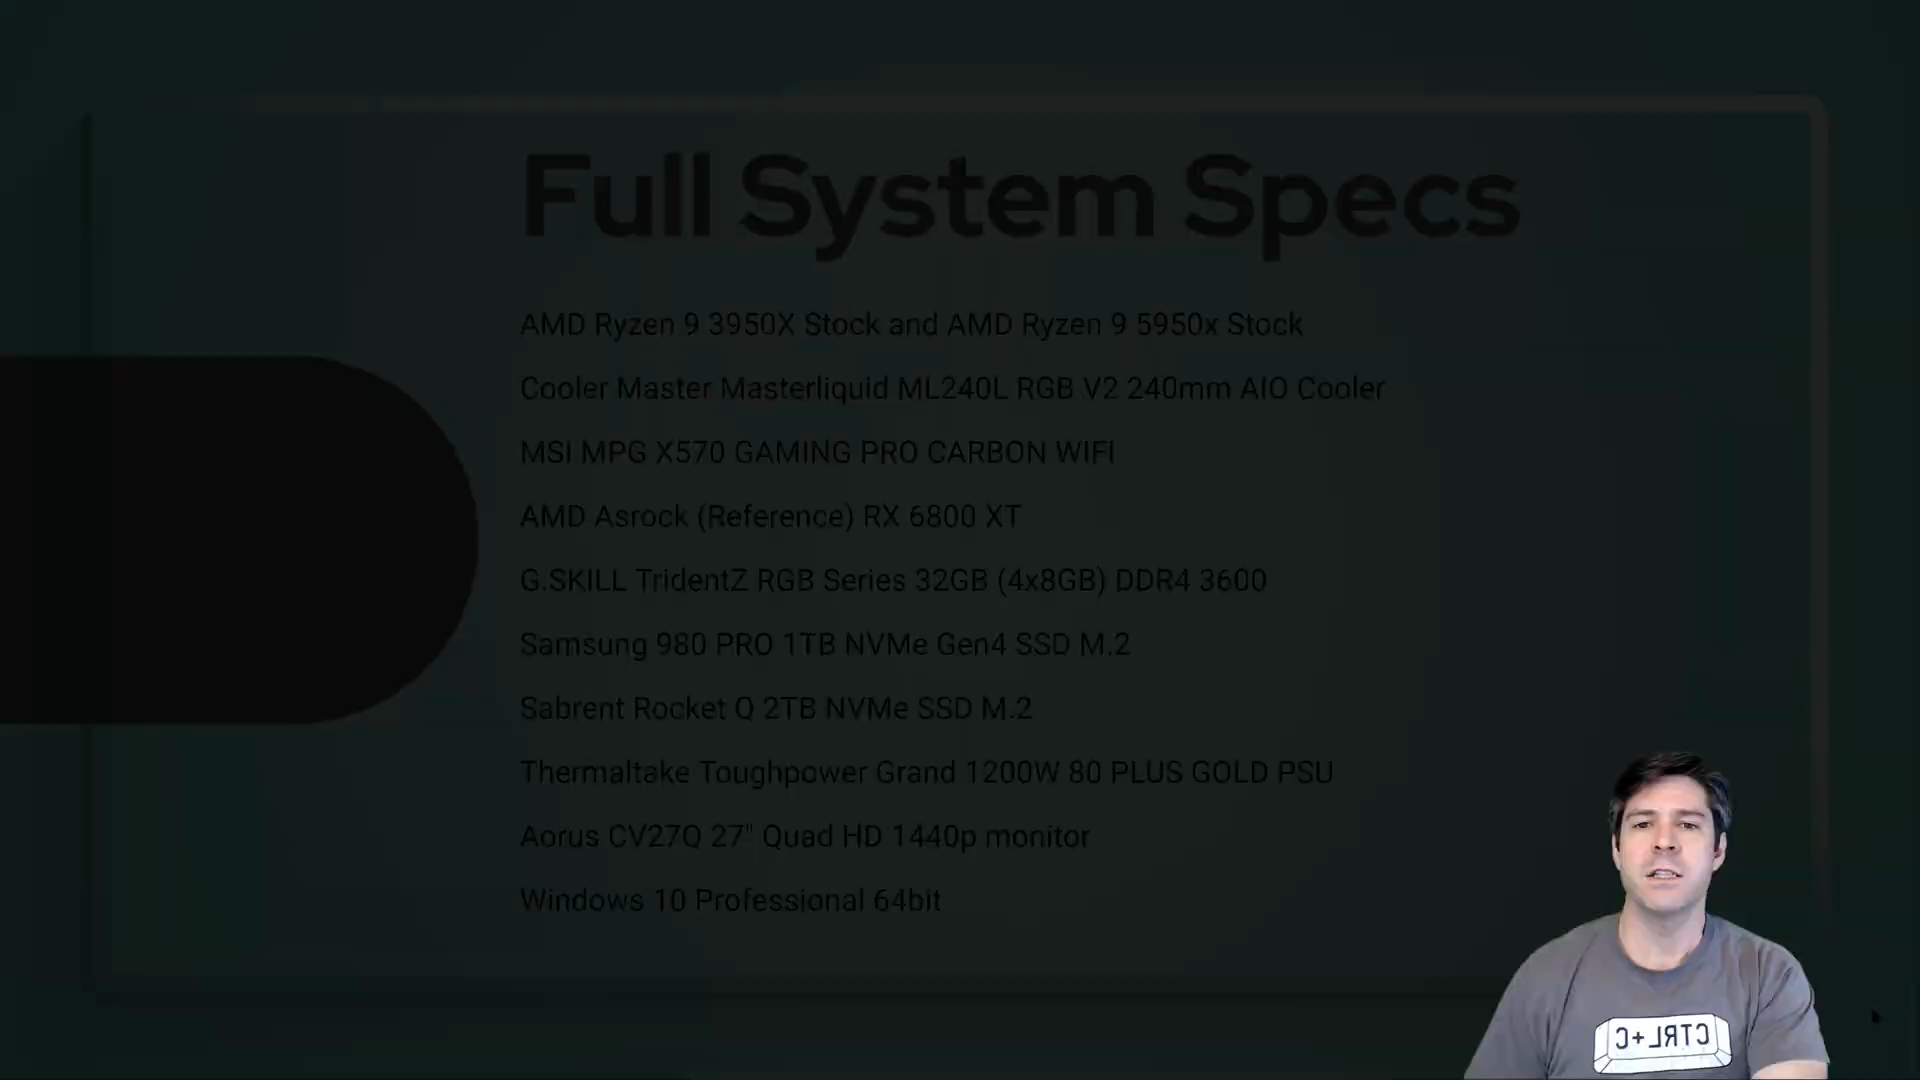 Full System Specs
AMD Ryzen 9 3950X Stock and AMD Ryzen 9 5950x Stock
Cooler Master Masterliquid ML240L RGB V2 240mm AIO Cooler
MSI MPG X570 GAMING PRO CARBON WIFI
AMD Asrock (Reference) RX 6800 XT
G.SKILL TridentZ RGB Series 32GB (4x8GB) DDR4 3600
Samsung 980 PRO 1TB NVMe Gen4 SSD M.2
Sabrent Rocket Q 2TB NVMe SSD M.2
Thermaltake Toughpower Grand 1200W 80 PLUS GOLD PSU
Aorus CV27Q 27" Quad HD 1440p monitor
Windows 10 Professional 64bit
CTRL+C